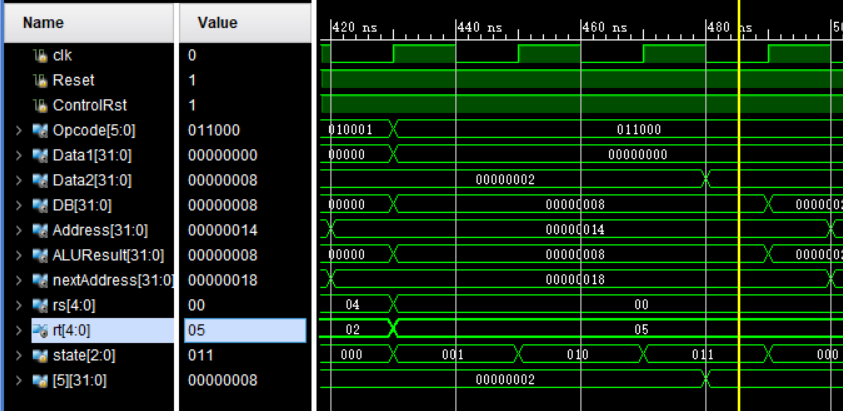 Name Value 420 ns 440 ns 460 ns 480 ns
clk 0
Reset 1
ControlRst 1
Opcode[5:0] 011000 010001 011000
Data1[31:0] 00000000 00000 00000000
Data2[31:0] 00000008 00000002
DB[31:0] 00000008 00000 00000008
Address[31:0] 00000014 00000014
ALUResult[31:0] 00000008 00000 00000008
nextAddress[31:0] 00000018 00000018
rs[4:0] 00 04 00
rt[4:0] 05 02 05
state[2:0] 011 000 001 010 011 000
[5][31:0] 00000008 00000002